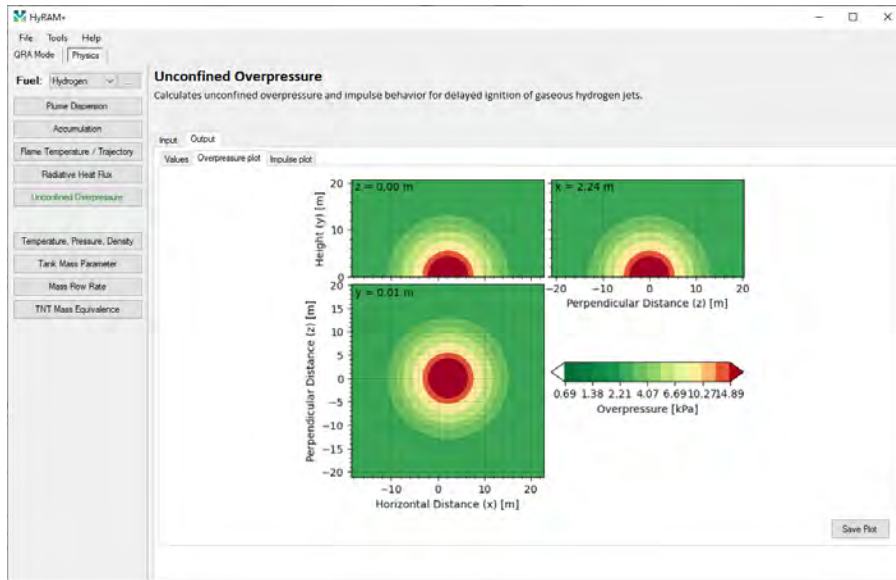 HyRAM+
File Tools Help
QRA Mode Physics
Fuel: Hydrogen ...
Plume Dispersion
Accumulation
Flame Temperature / Trajectory
Radiative Heat Flux
Unconfined Overpressure
Temperature, Pressure, Density
Tank Mass Parameter
Mass Flow Rate
TNT Mass Equivalence
Unconfined Overpressure
Calculates unconfined overpressure and impulse behavior for delayed ignition of gaseous hydrogen jets.
Input Output
Values Overpressure plot Impulse plot
z = 0.00 m
20
10
0
Height (y) [m]
x = 2.24 m
−20 −10 0 10 20
Perpendicular Distance (z) [m]
y = 0.01 m
20
15
10
5
0
−5
−10
−15
−20
Perpendicular Distance (z) [m]
−10 0 10 20
Horizontal Distance (x) [m]
0.69 1.38 2.21 4.07 6.69 10.27 14.89
Overpressure [kPa]
Save Plot